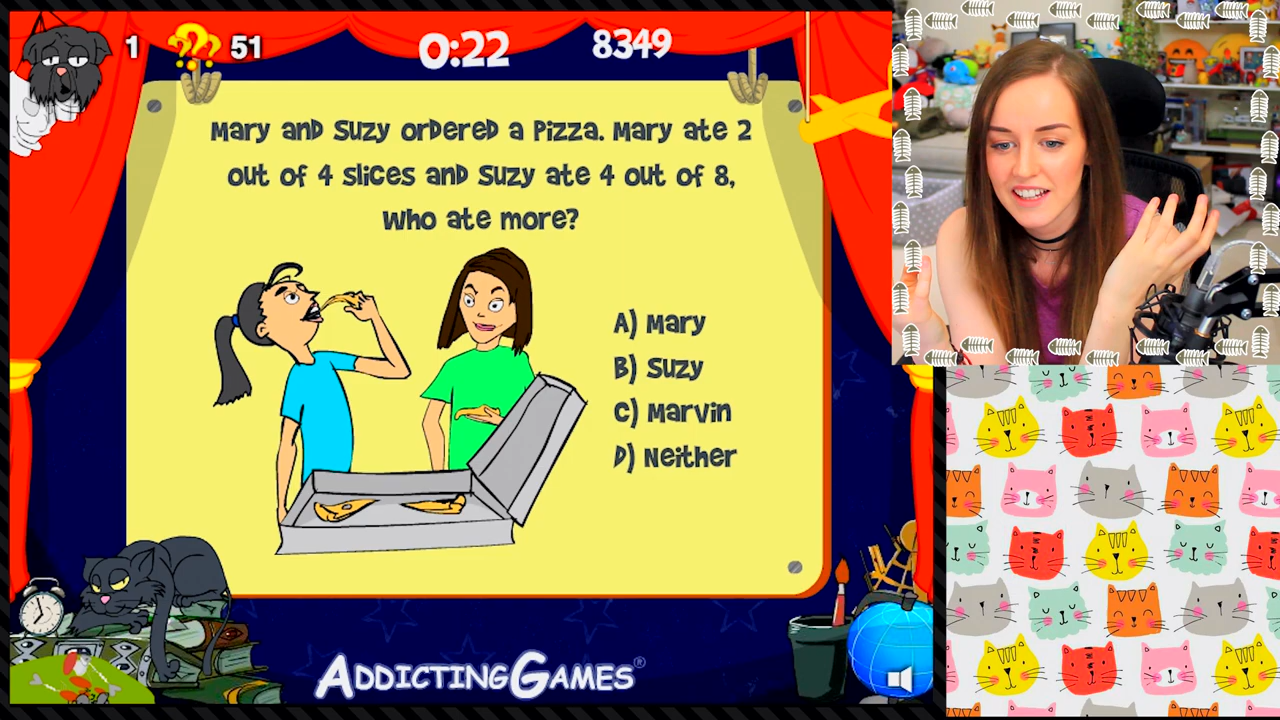 1 ??? 51
0:22
8349
Mary and Suzy ordered a pizza. Mary ate 2
out of 4 slices and Suzy ate 4 out of 8,
who ate more?
A) Mary
B) Suzy
C) Marvin
D) Neither
AddictingGames®